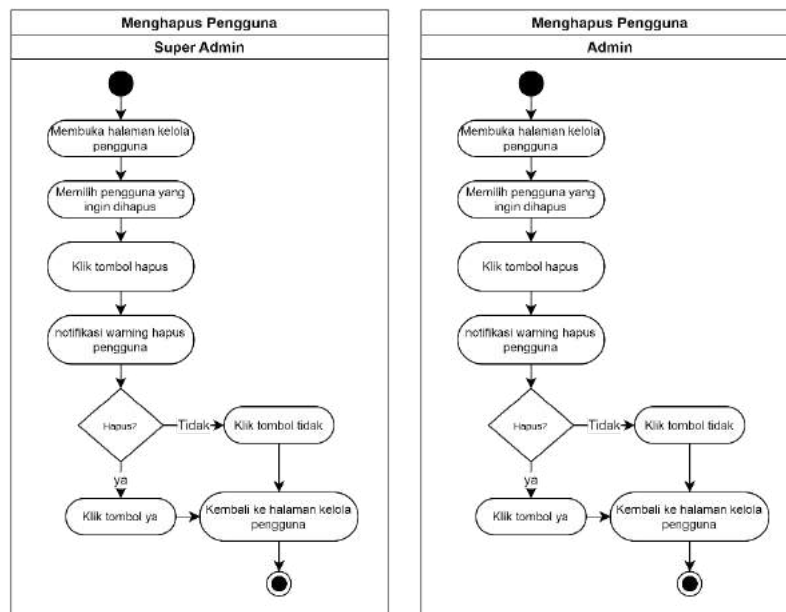 Menghapus Pengguna
Super Admin
Membuka halaman kelola
pengguna
Memilih pengguna yang
ingin dihapus
Klik tombol hapus
notifikasi warning hapus
pengguna
Hapus?
Tidak
Klik tombol tidak
ya
Klik tombol ya
Kembali ke halaman kelola
pengguna
Menghapus Pengguna
Admin
Membuka halaman kelola
pengguna
Memilih pengguna yang
ingin dihapus
Klik tombol hapus
notifikasi warning hapus
pengguna
Hapus?
Tidak
Klik tombol tidak
ya
Klik tombol ya
Kembali ke halaman kelola
pengguna